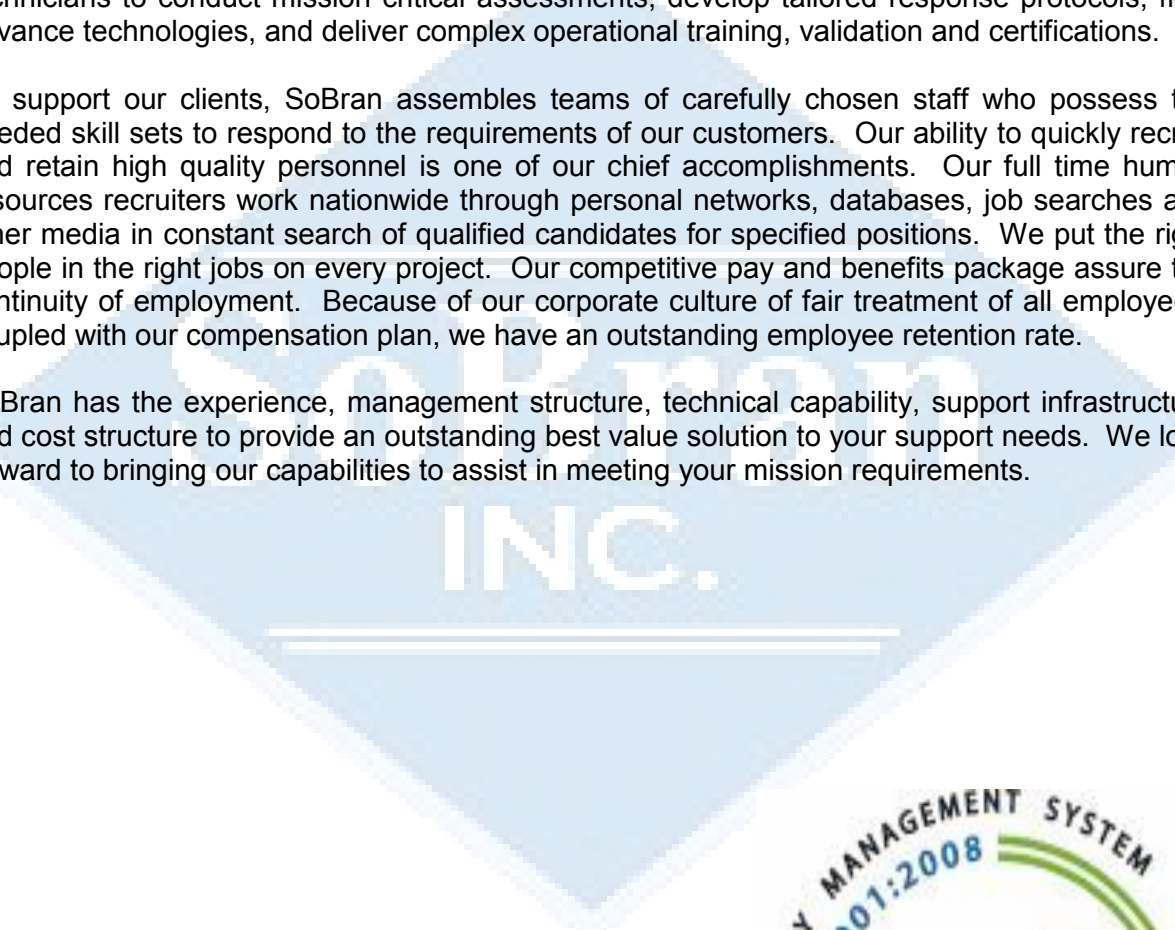 chnicians to conduct mission critical assessments, develop tailored response protocols,
vance technologies, and deliver complex operational training, validation and certifications.
support our clients, SoBran assembles teams of carefully chosen staff who possess t
eded skill sets to respond to the requirements of our customers. Our ability to quickly recr
d retain high quality personnel is one of our chief accomplishments. Our full time hum
sources recruiters work nationwide through personal networks, databases, job searches a
her media in constant search of qualified candidates for specified positions. We put the rig
ople in the right jobs on every project. Our competitive pay and benefits package assure t
ntinuity of employment. Because of our corporate culture of fair treatment of all employe
upled with our compensation plan, we have an outstanding employee retention rate.
Bran has the experience, management structure, technical capability, support infrastructu
d cost structure to provide an outstanding best value solution to your support needs. We lo
ward to bringing our capabilities to assist in meeting your mission requirements.
SoBran
INC.
Y MANAGEMENT SYSTEM
001:2008